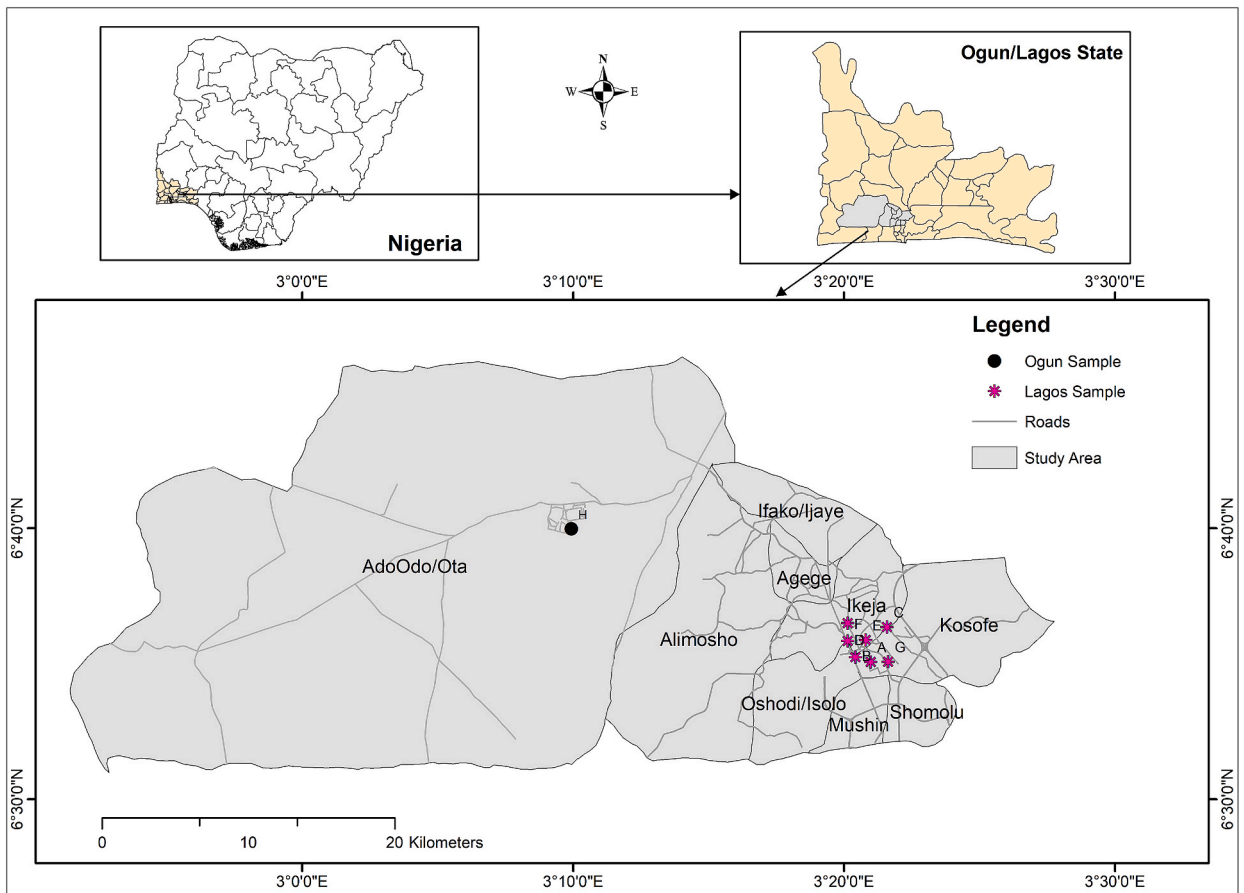 Nigeria
N
W E
S
Ogun/Lagos State
3°0'0"E 3°10'0"E 3°20'0"E 3°30'0"E
Legend
Ogun Sample
Lagos Sample
Roads
Study Area
6°40'0"N
6°40'0"N
H
Ifako/Ijaye
AdoOdo/Ota
Agege
Ikeja
C
F E
Kosofe
Alimosho
D
A G
B
Oshodi/Isolo
Shomolu
Mushin
6°30'0"N
6°30'0"N
0 10 20 Kilometers
3°0'0"E 3°10'0"E 3°20'0"E 3°30'0"E